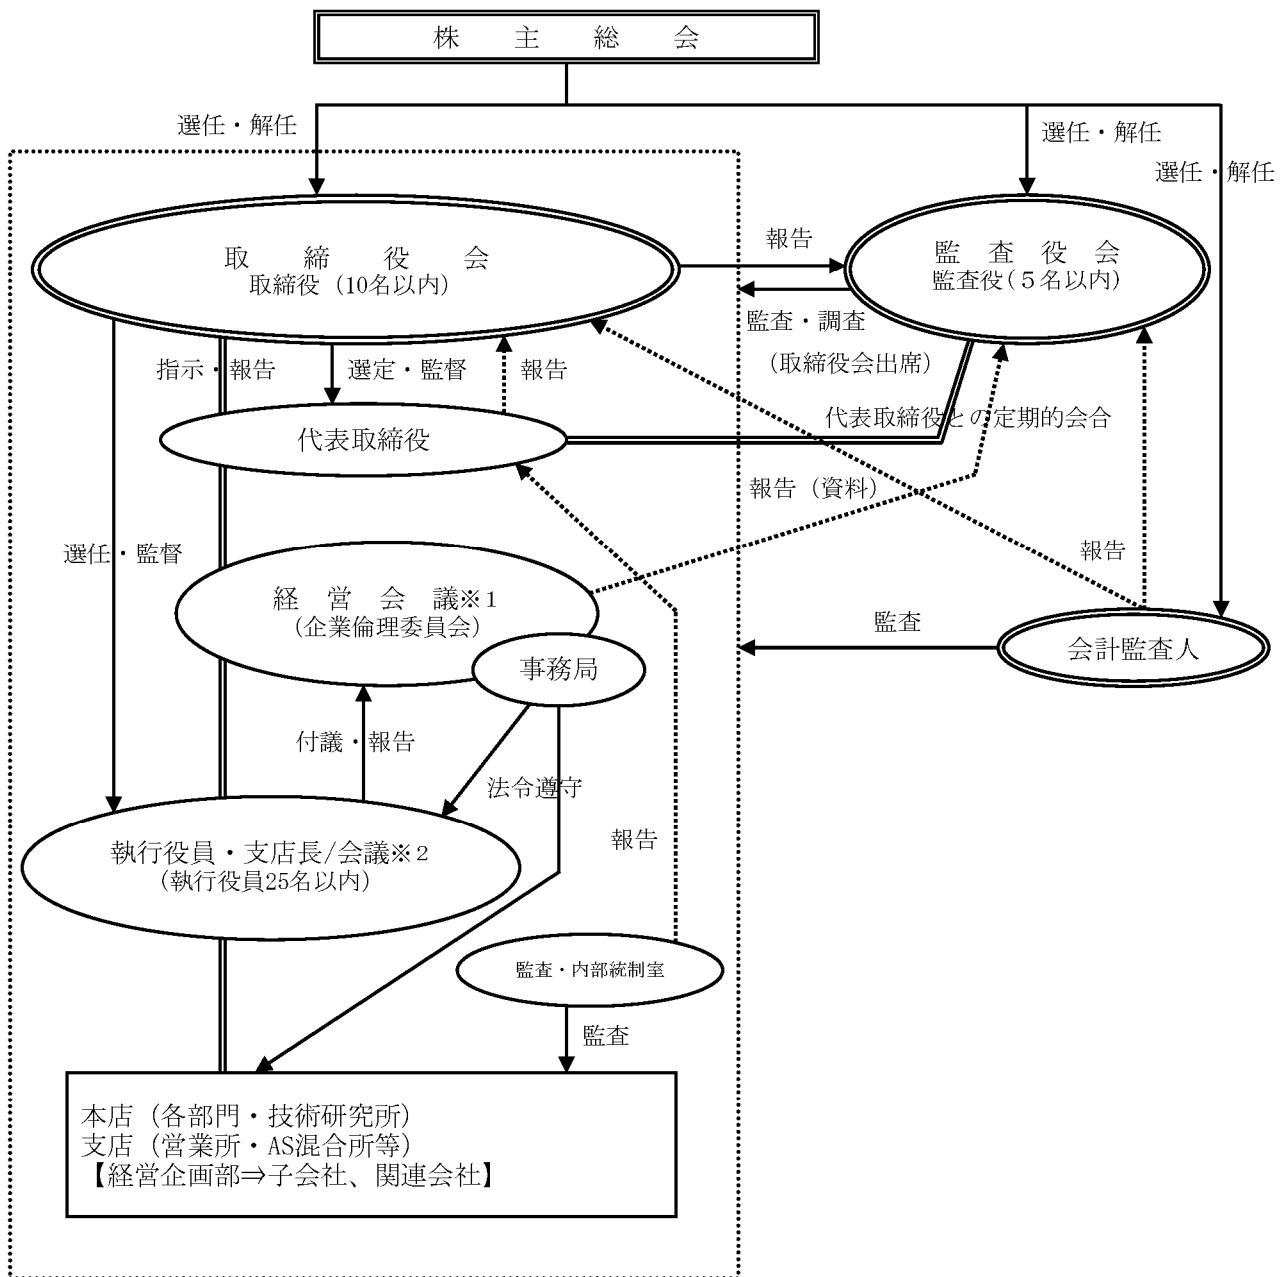 株主総会
選任・解任
選任・解任
選任・解任
取締役会
取締役（10名以内）
報告
監査役会
監査役(５名以内)
監査・調査
(取締役会出席)
指示・報告
選定・監督
報告
代表取締役
代表取締役との定期的会合
報告（資料）
選任・監督
報告
経営会議※１
(企業倫理委員会)
事務局
監査
会計監査人
付議・報告
法令遵守
報告
執行役員・支店長/会議※２
(執行役員25名以内)
監査・内部統制室
監査
本店（各部門・技術研究所）
支店（営業所・AS混合所等）
【経営企画部⇒子会社、関連会社】